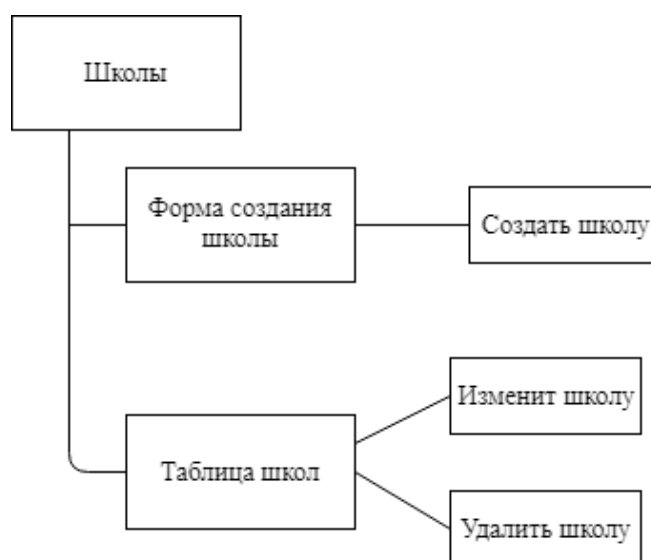 Школы
Форма создания
школы
Создать школу
Изменит школу
Таблица школ
Удалить школу